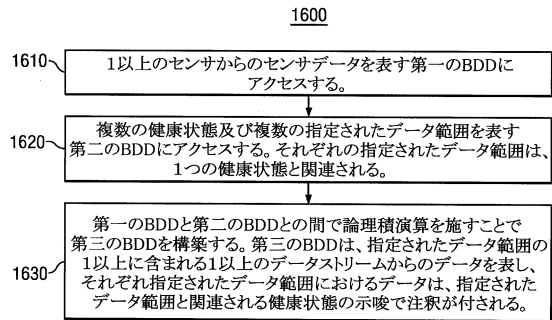 1600
1610
1以上のセンサからのセンサデータを表す第一のBDDに
アクセスする。
1620
複数の健康状態及び複数の指定されたデータ範囲を表す
第二のBDDにアクセスする。それぞれの指定されたデータ範囲は、
1つの健康状態と関連される。
1630
第一のBDDと第二のBDDとの間で論理積演算を施すことで
第三のBDDを構築する。第三のBDDは、指定されたデータ範囲の
1以上に含まれる1以上のデータストリームからのデータを表し、
それぞれ指定されたデータ範囲におけるデータは、指定された
データ範囲と関連される健康状態の示唆で注釈が付される。